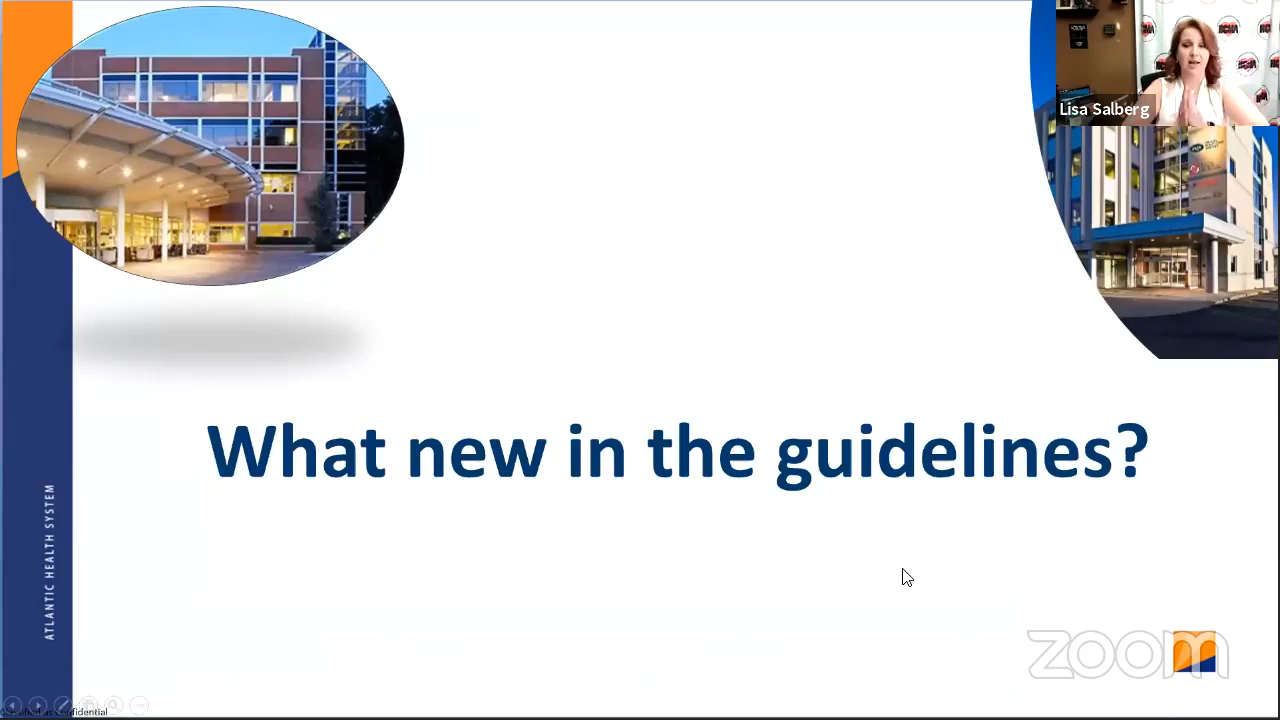 Lisa Salberg
What new in the guidelines?
ATLANTIC HEALTH SYSTEM
zoom